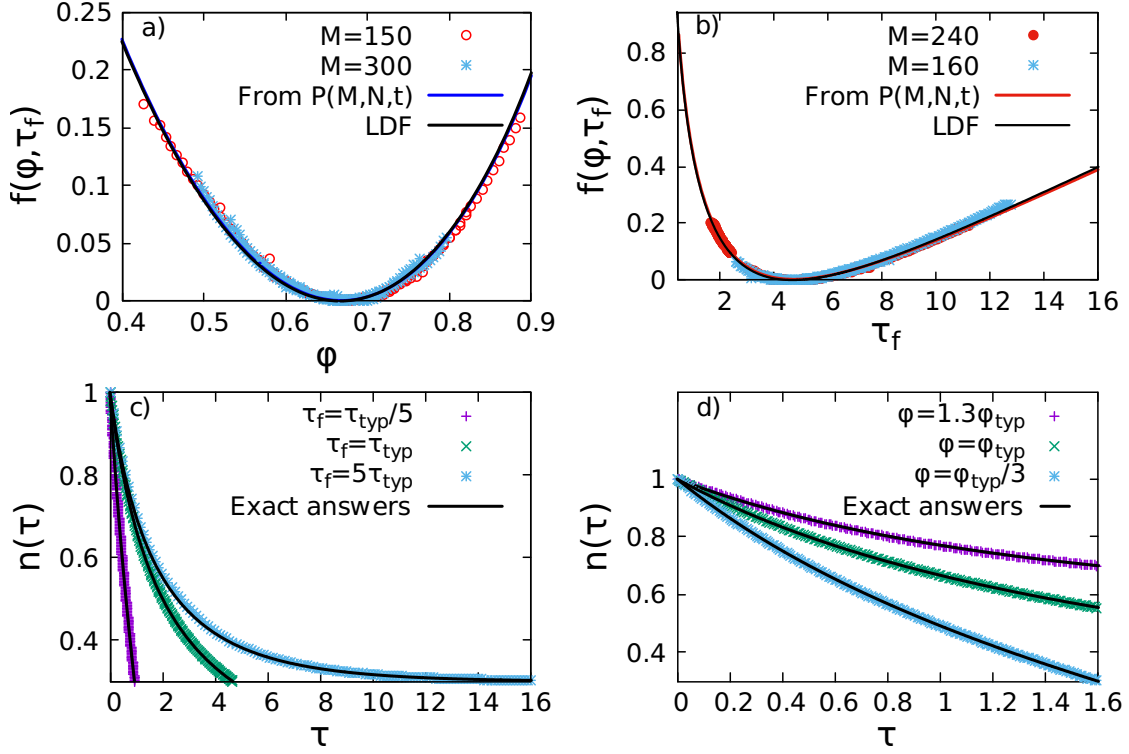 a)
M=150
M=300
From P(M,N,t)
LDF
f(φ,τf)
0.25
0.2
0.15
0.1
0.05
0
0.4 0.5 0.6 0.7 0.8 0.9
φ
b)
M=240
M=160
From P(M,N,t)
LDF
f(φ,τf)
0.8
0.6
0.4
0.2
0
2 4 6 8 10 12 14 16
τf
c)
τf=τtyp/5
τf=τtyp
τf=5τtyp
Exact answers
n(τ)
1
0.8
0.6
0.4
0 2 4 6 8 10 12 14 16
τ
d)
φ=1.3φtyp
φ=φtyp
φ=φtyp/3
Exact answers
n(τ)
1
0.8
0.6
0.4
0 0.2 0.4 0.6 0.8 1 1.2 1.4 1.6
τ